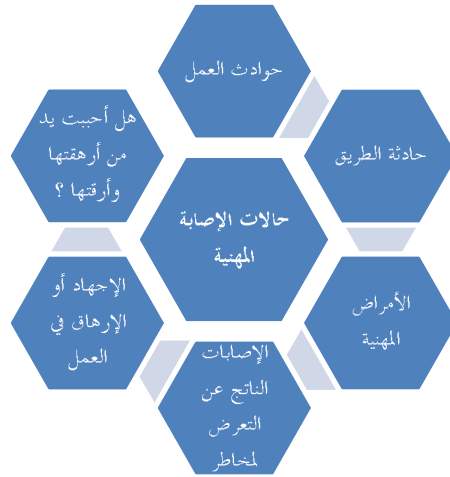 حوادث العمل
حادثة الطريق
الأمراض
المهنية
الإصابات
الناتج عن
التعرض
لمخاطر
الإجهاد أو
الإرهاق في
العمل
هل أحببت يد
من أرهقتها
وأرقتها ؟
حالات الإصابة
المهنية